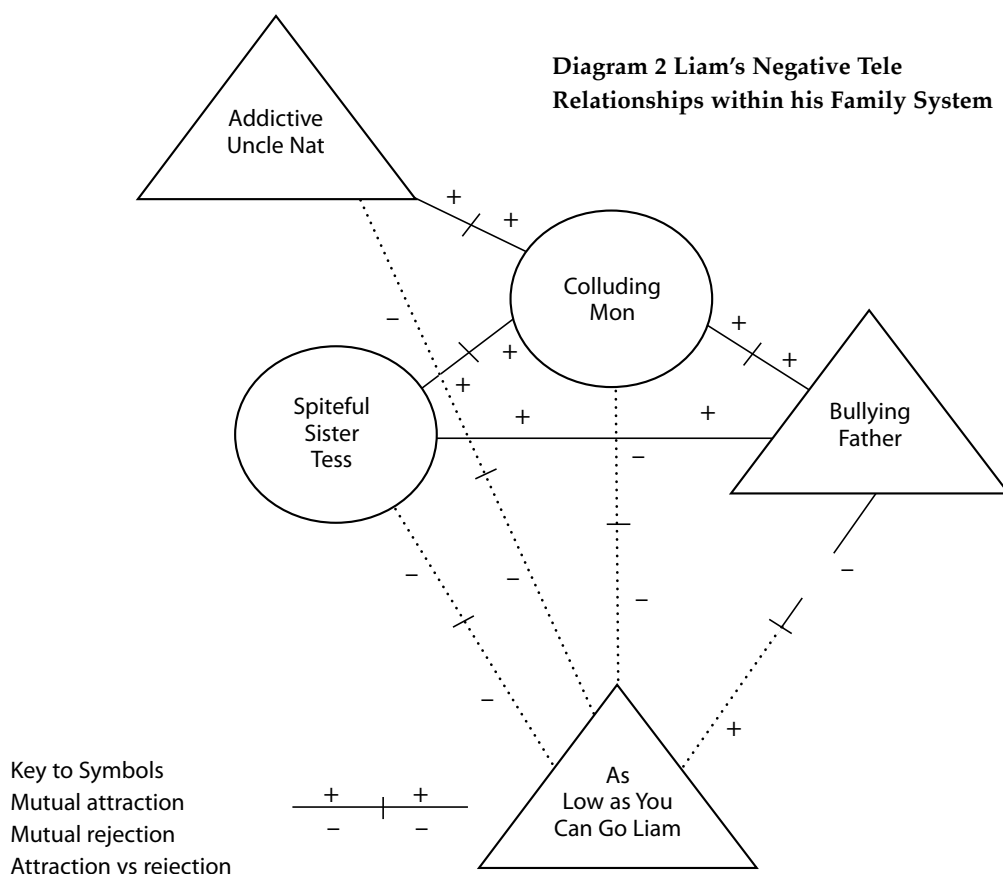 Diagram 2 Liam's Negative Tele
Relationships within his Family System
Addictive
Uncle Nat
+
+
Colluding
Mon
+
+
–
+
+
Spiteful
Sister
Tess
+
+
Bullying
Father
–
–
–
–
–
–
+
As
Low as You
Can Go Liam
Key to Symbols
Mutual attraction
+ +
Mutual rejection
– –
Attraction vs rejection